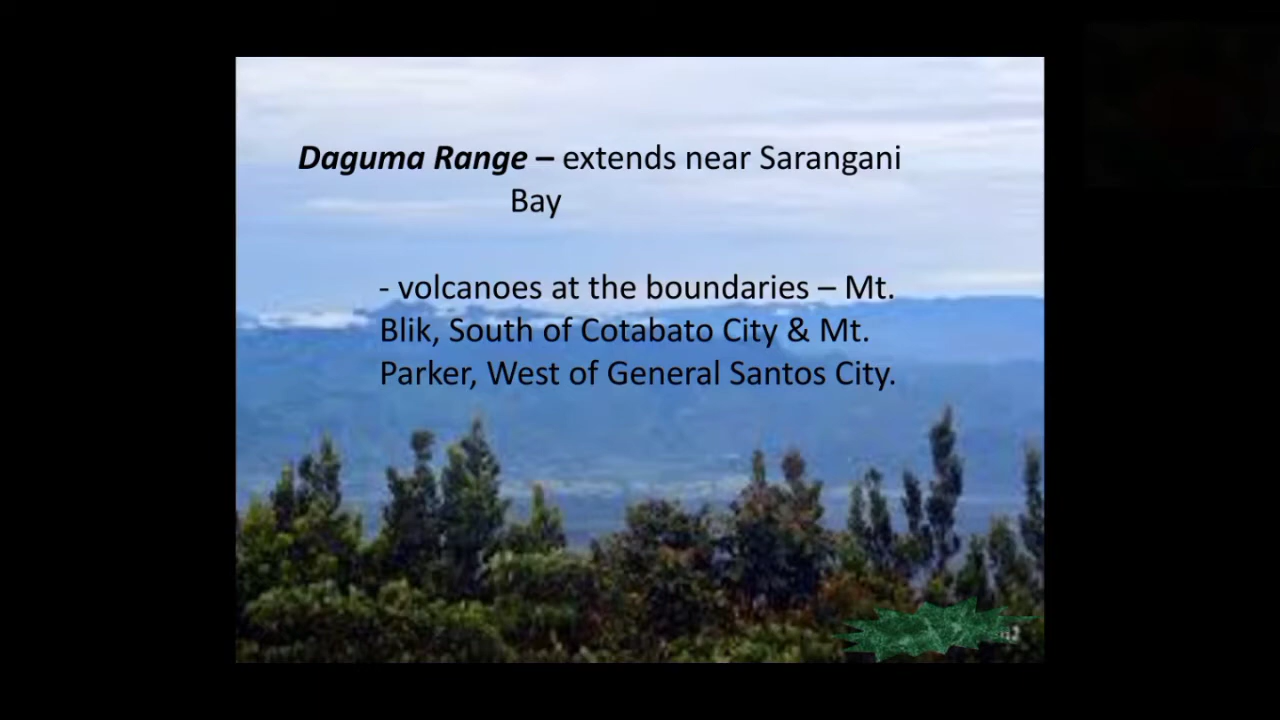 Daguma Range – extends near Sarangani
Bay
- volcanoes at the boundaries – Mt.
Blik, South of Cotabato City & Mt.
Parker, West of General Santos City.